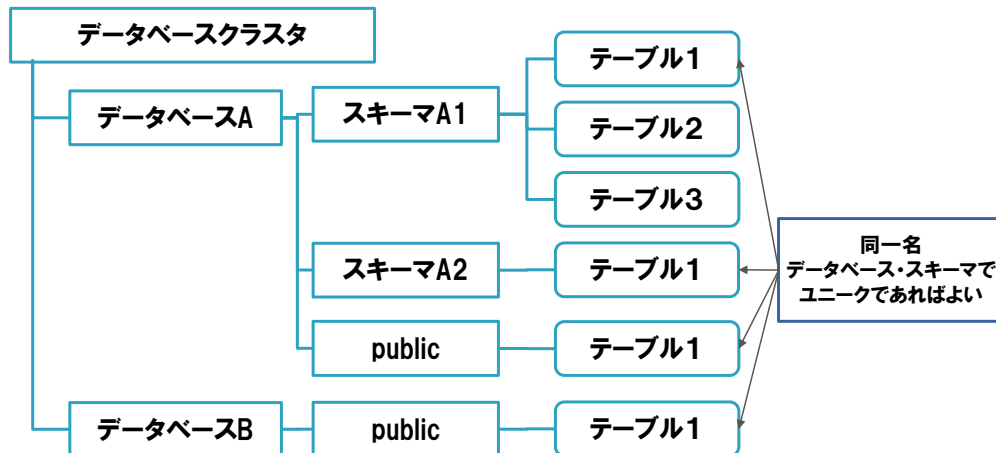 データベースクラスタ
テーブル1
データベースA
スキーマA1
テーブル2
テーブル3
スキーマA2
テーブル1
同一名
データベース・スキーマで
ユニークであればよい
public
テーブル1
データベースB
public
テーブル1